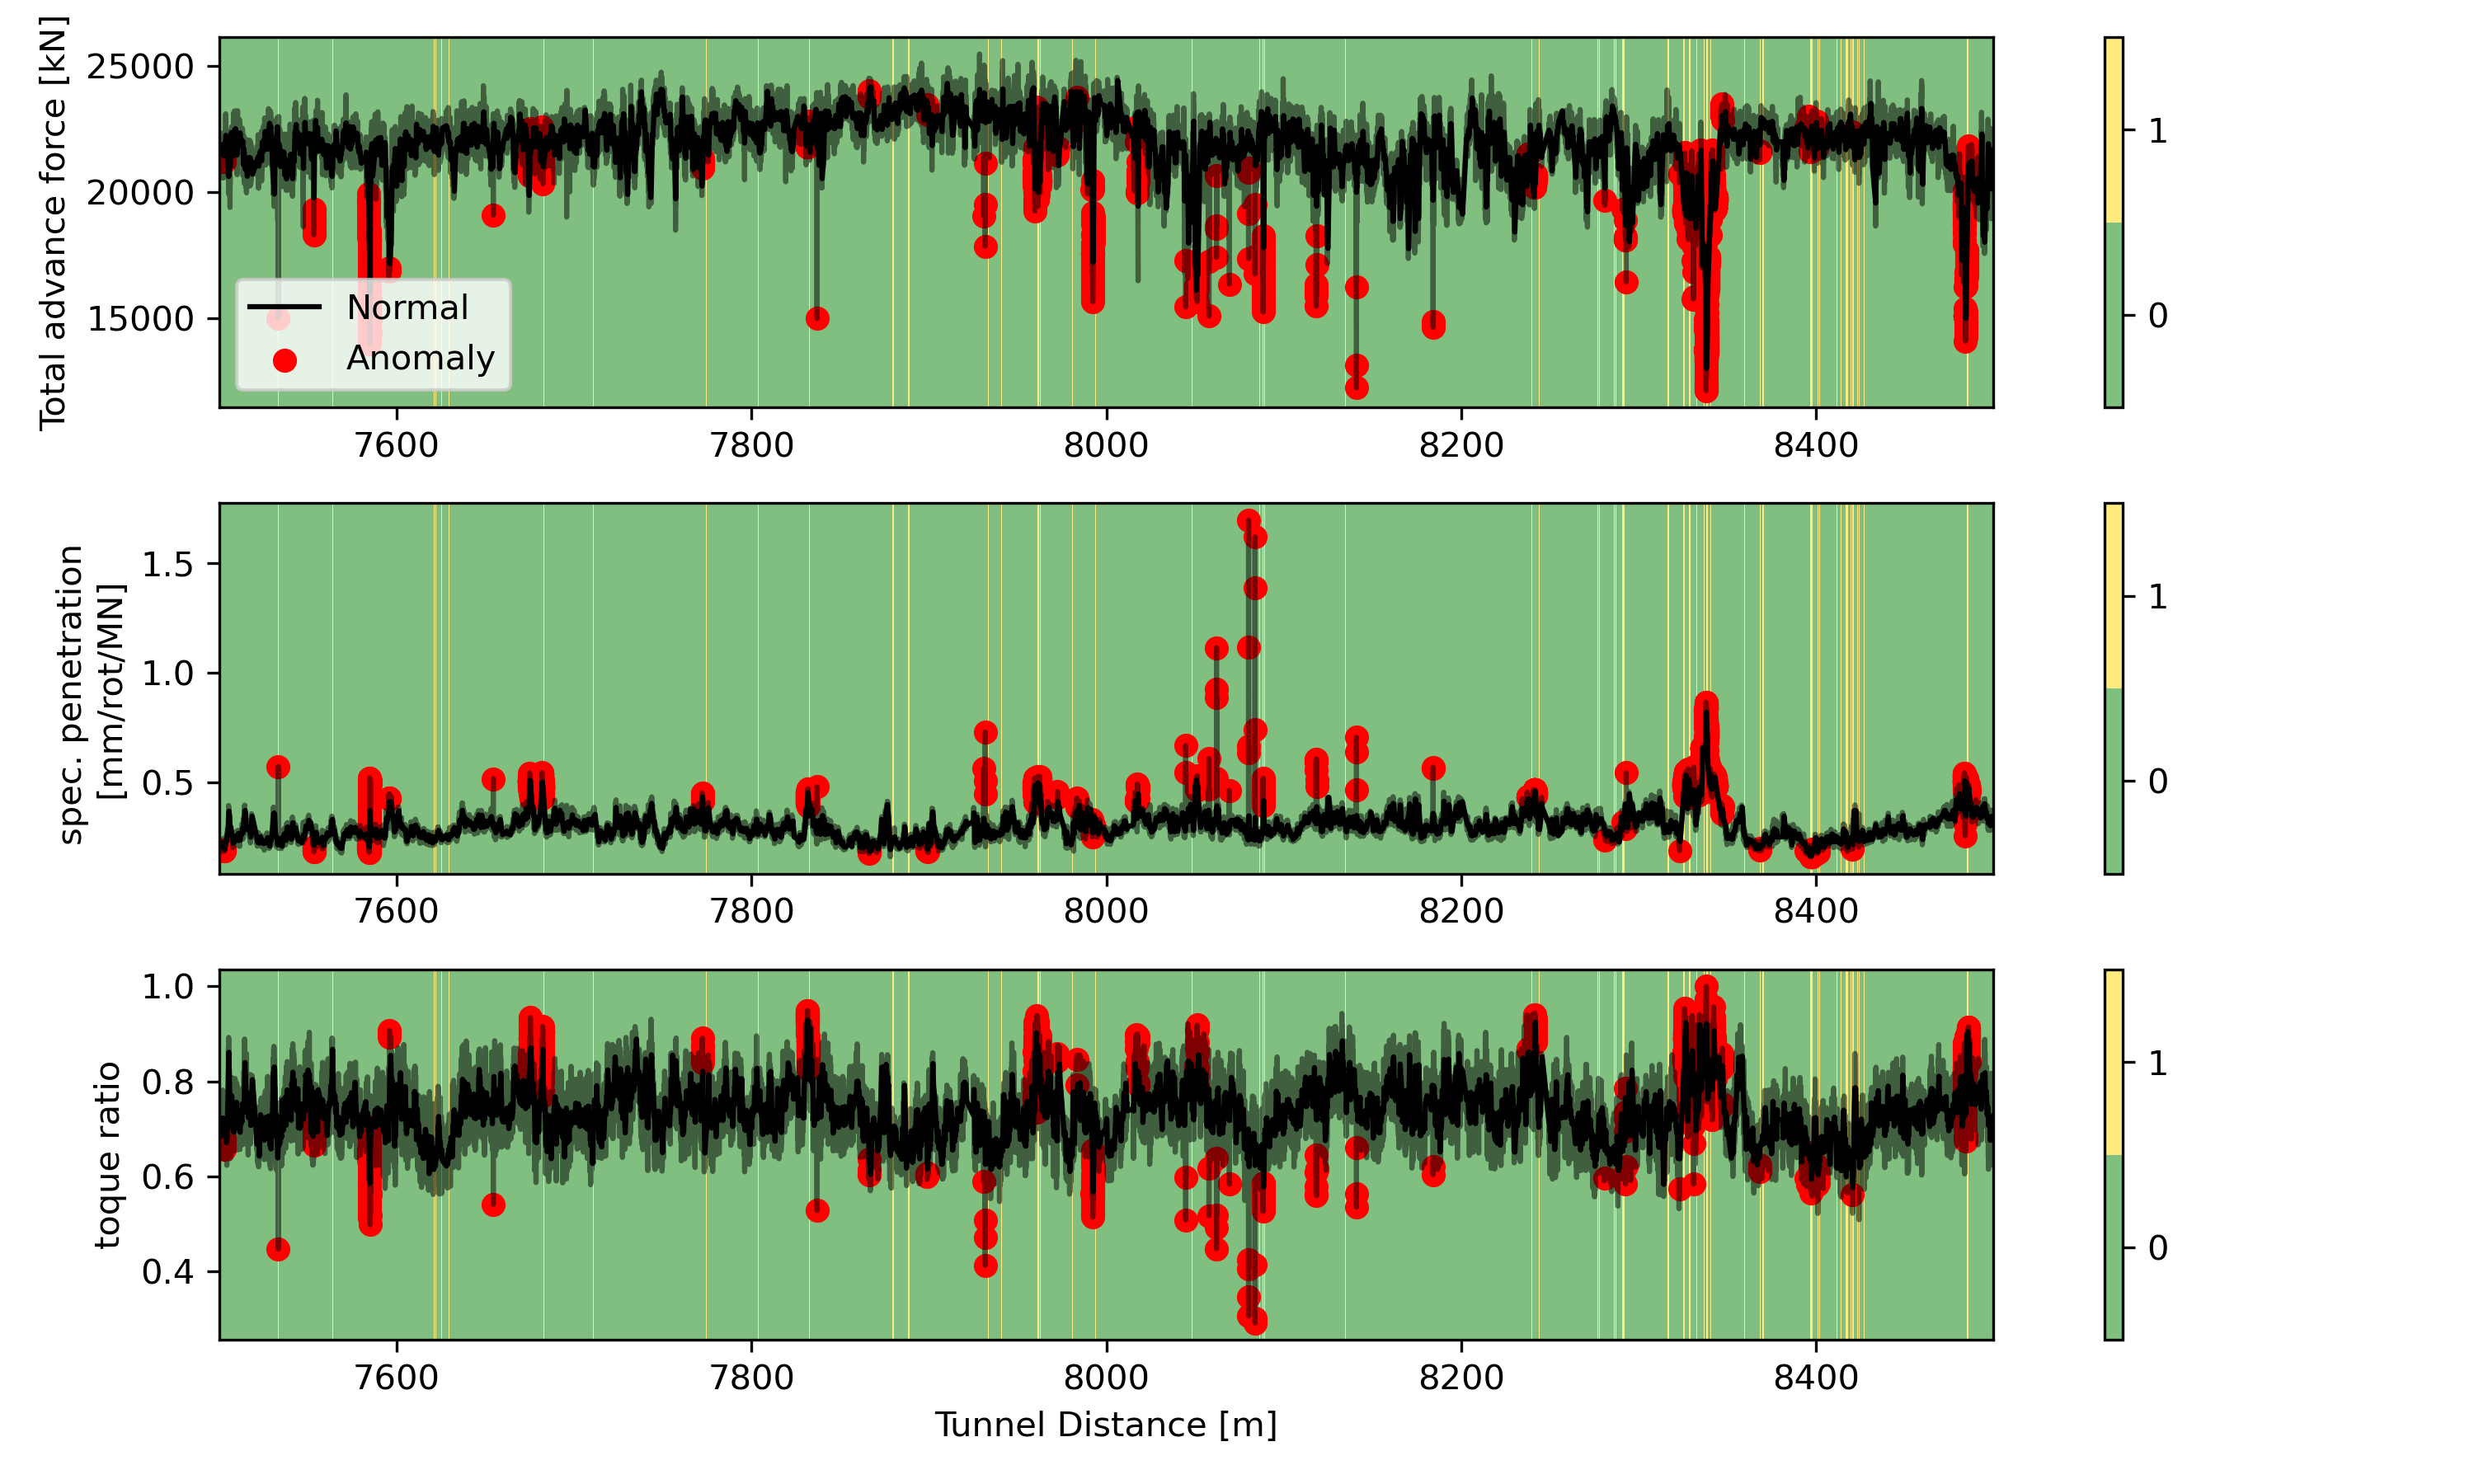 Total advance force [kN]
25000
20000
15000
Normal
Anomaly
7600 7800 8000 8200 8400
1
0
spec. penetration
[mm/rot/MN]
1.5
1.0
0.5
7600 7800 8000 8200 8400
1
0
toque ratio
1.0
0.8
0.6
0.4
7600 7800 8000 8200 8400
Tunnel Distance [m]
1
0